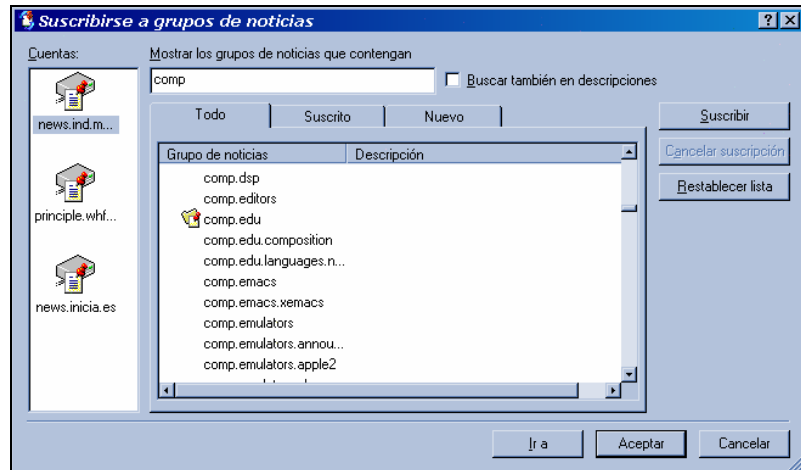 Suscribirse a grupos de noticias
Cuentas:
Mostrar los grupos de noticias que contengan
comp
Buscar también en descripciones
news.ind.m...
principle.whf...
news.inicia.es
Todo Suscrito Nuevo
Grupo de noticias Descripción
comp.dsp
comp.editors
comp.edu
comp.edu.composition
comp.edu.languages.n...
comp.emacs
comp.emacs.xemacs
comp.emulators
comp.emulators.annou...
comp.emulators.apple2
Suscribir
Cancelar suscripción
Restablecer lista
Ir a Aceptar Cancelar